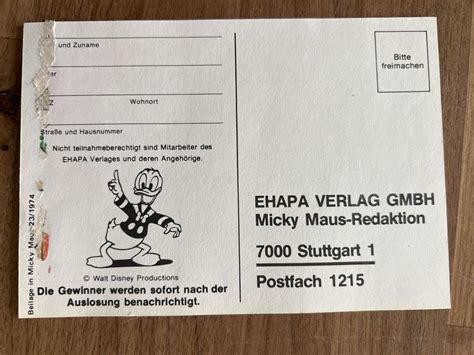 und Zuname
Wohnort
Straße und Hausnummer
Nicht teilnahmeberechtigt sind Mitarbeiter des
EHAPA Verlages und deren Angehörige.
Beilage in Micky Maus 23/1974
© Walt Disney Productions
Die Gewinner werden sofort nach der
Auslosung benachrichtigt.
Bitte
freimachen
EHAPA VERLAG GMBH
Micky Maus-Redaktion
7000 Stuttgart 1
Postfach 1215